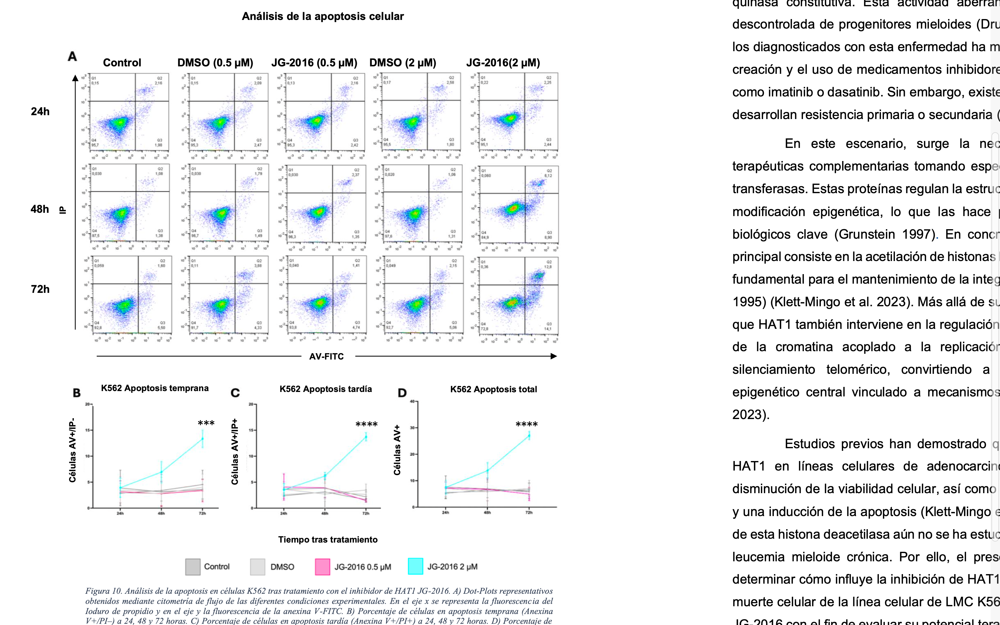 Análisis de la apoptosis celular
A
Control
DMSO (0.5 µM)
JG-2016 (0.5 µM)
DMSO (2 µM)
JG-2016(2 µM)
24h
Q1 0,15 Q2 2,16 Q4 95,7 Q3 1,98
Q1 0,15 Q2 2,09 Q4 95,3 Q3 2,47
Q1 0,13 Q2 2,16 Q4 95,3 Q3 2,42
Q1 0,17 Q2 2,58 Q4 95,5 Q3 1,80
Q1 0,22 Q2 2,25 Q4 95,1 Q3 2,44
48h
IP
Q1 0,030 Q2 1,08 Q4 97,5 Q3 1,38
Q1 0,030 Q2 1,79 Q4 96,7 Q3 1,49
Q1 0,030 Q2 2,37 Q4 96,3 Q3 1,35
Q1 0,020 Q2 1,06 Q4 97,6 Q3 1,31
Q1 0,060 Q2 6,12 Q4 84,9 Q3 8,90
72h
Q1 0,059 Q2 1,60 Q4 92,8 Q3 5,50
Q1 0,11 Q2 3,88 Q4 91,7 Q3 4,33
Q1 0,040 Q2 1,41 Q4 93,8 Q3 4,74
Q1 0,049 Q2 2,15 Q4 92,7 Q3 5,06
Q1 0,36 Q2 12,8 Q4 72,8 Q3 14,1
AV-FITC
B
K562 Apoptosis temprana
Células AV+/IP-
20
15
10
5
0
***
24h 48h 72h
C
K562 Apoptosis tardía
Células AV+/IP+
20
15
10
5
0
****
24h 48h 72h
D
K562 Apoptosis total
Células AV+
40
30
20
10
0
****
24h 48h 72h
Tiempo tras tratamiento
Control
DMSO
JG-2016 0.5 µM
JG-2016 2 µM
Figura 10. Análisis de la apoptosis en células K562 tras tratamiento con el inhibidor de HAT1 JG-2016. A) Dot-Plots representativos
obtenidos mediante citometría de flujo de las diferentes condiciones experimentales. En el eje x se representa la fluorescencia del
Ioduro de propidio y en el eje y la fluorescencia de la anexina V-FITC. B) Porcentaje de células en apoptosis temprana (Anexina
V+/PI–) a 24, 48 y 72 horas. C) Porcentaje de células en apoptosis tardía (Anexina V+/PI+) a 24, 48 y 72 horas. D) Porcentaje de
quinasa constitutiva. Esta actividad aberran
descontrolada de progenitores mieloides (Dru
los diagnosticados con esta enfermedad ha m
creación y el uso de medicamentos inhibidore
como imatinib o dasatinib. Sin embargo, existe
desarrollan resistencia primaria o secundaria (
En este escenario, surge la nec
terapéuticas complementarias tomando espe
transferasas. Estas proteínas regulan la estruc
modificación epigenética, lo que las hace p
biológicos clave (Grunstein 1997). En concr
principal consiste en la acetilación de histonas
fundamental para el mantenimiento de la integ
1995) (Klett-Mingo et al. 2023). Más allá de su
que HAT1 también interviene en la regulación
de la cromatina acoplado a la replicación
silenciamiento telomérico, convirtiendo a
epigenético central vinculado a mecanismos
2023).
Estudios previos han demostrado q
HAT1 en líneas celulares de adenocarcino
disminución de la viabilidad celular, así como
y una inducción de la apoptosis (Klett-Mingo e
de esta histona deacetilasa aún no se ha estuc
leucemia mieloide crónica. Por ello, el pres
determinar cómo influye la inhibición de HAT1
muerte celular de la línea celular de LMC K56
JG-2016 con el fin de evaluar su potencial tera